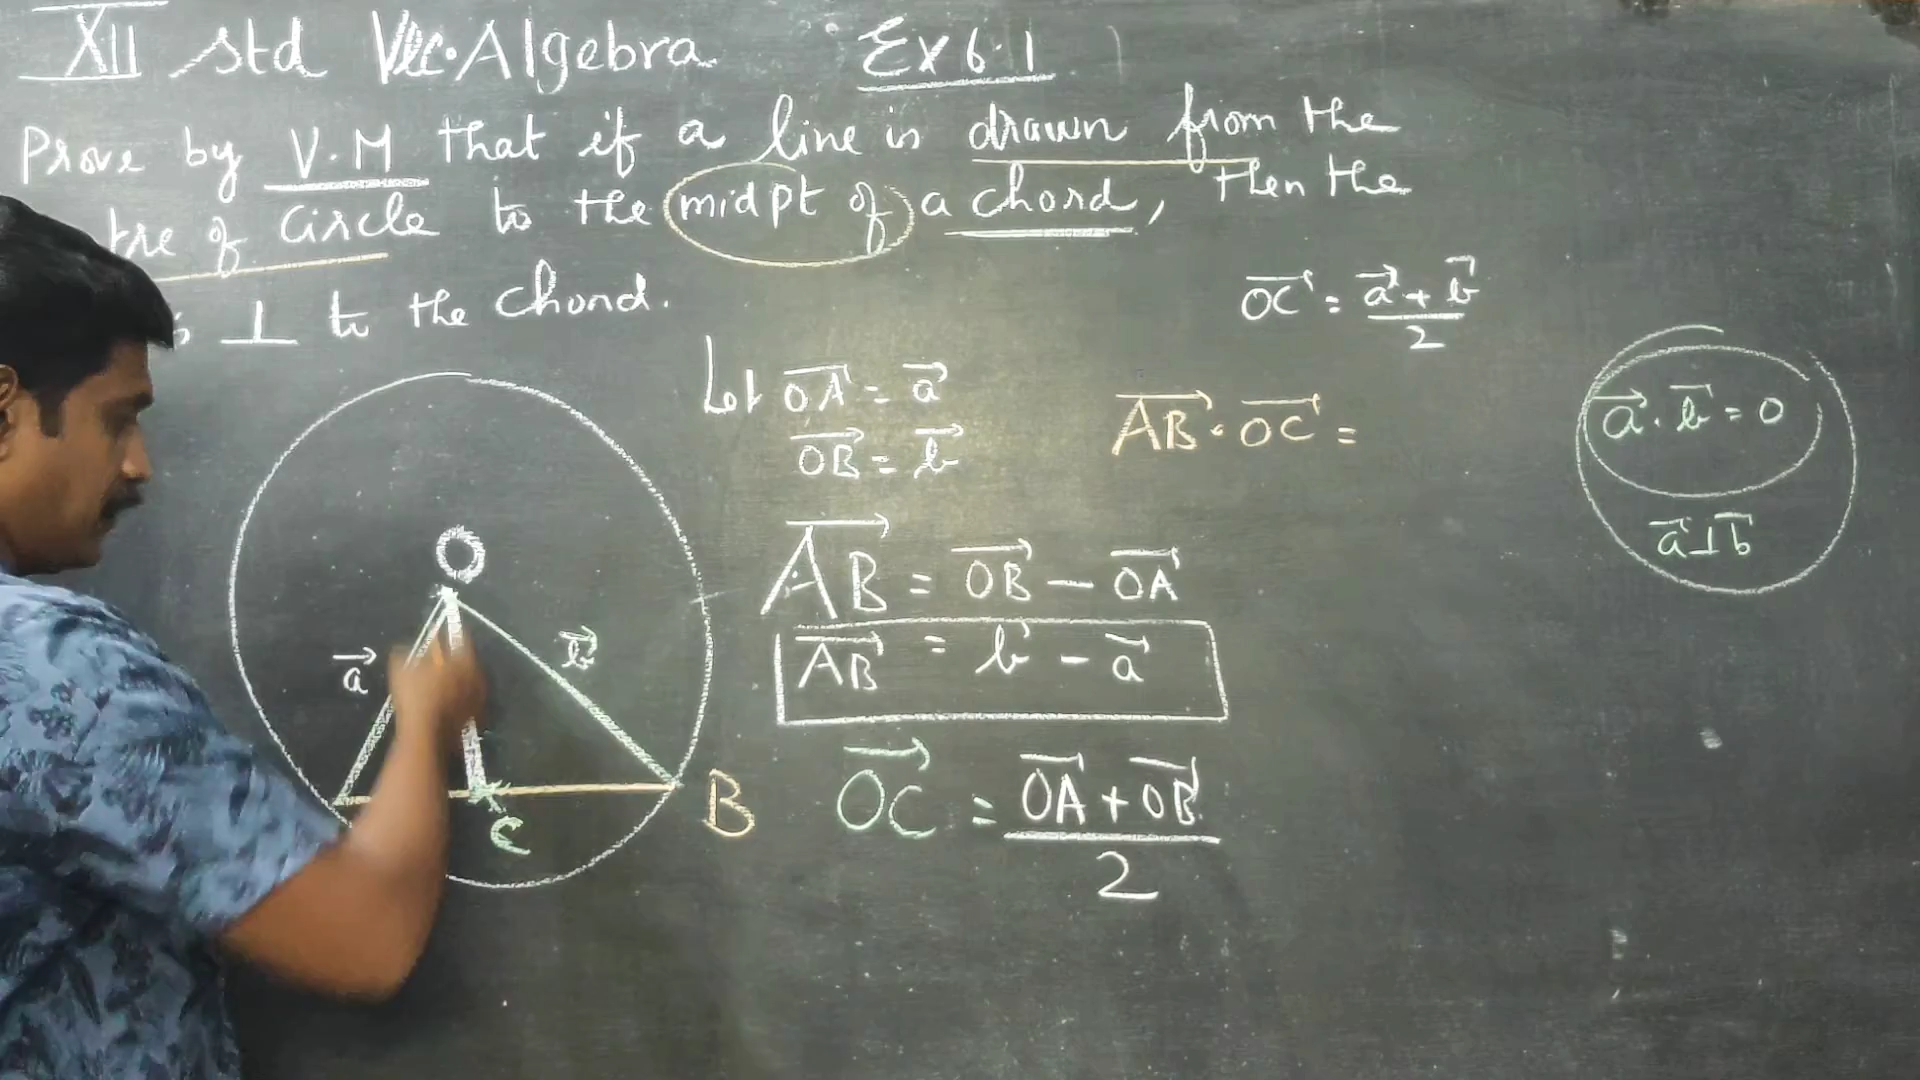 XII std Vec. Algebra Ex 6.1
Prove by V.M that if a line is drawn from the
tre of Circle to the midpt of a chord, then the
⊥ to the chord.
OC⃗ = (a⃗ + b⃗)/2
Let OA⃗ = a⃗
OB⃗ = b⃗
AB⃗ . OC⃗ =
a⃗ . b⃗ = 0
a⃗ ⊥ b⃗
AB⃗ = OB⃗ – OA⃗
AB⃗ = b⃗ – a⃗
OC⃗ = (OA⃗ + OB⃗)/2
O
a⃗
b⃗
C
B